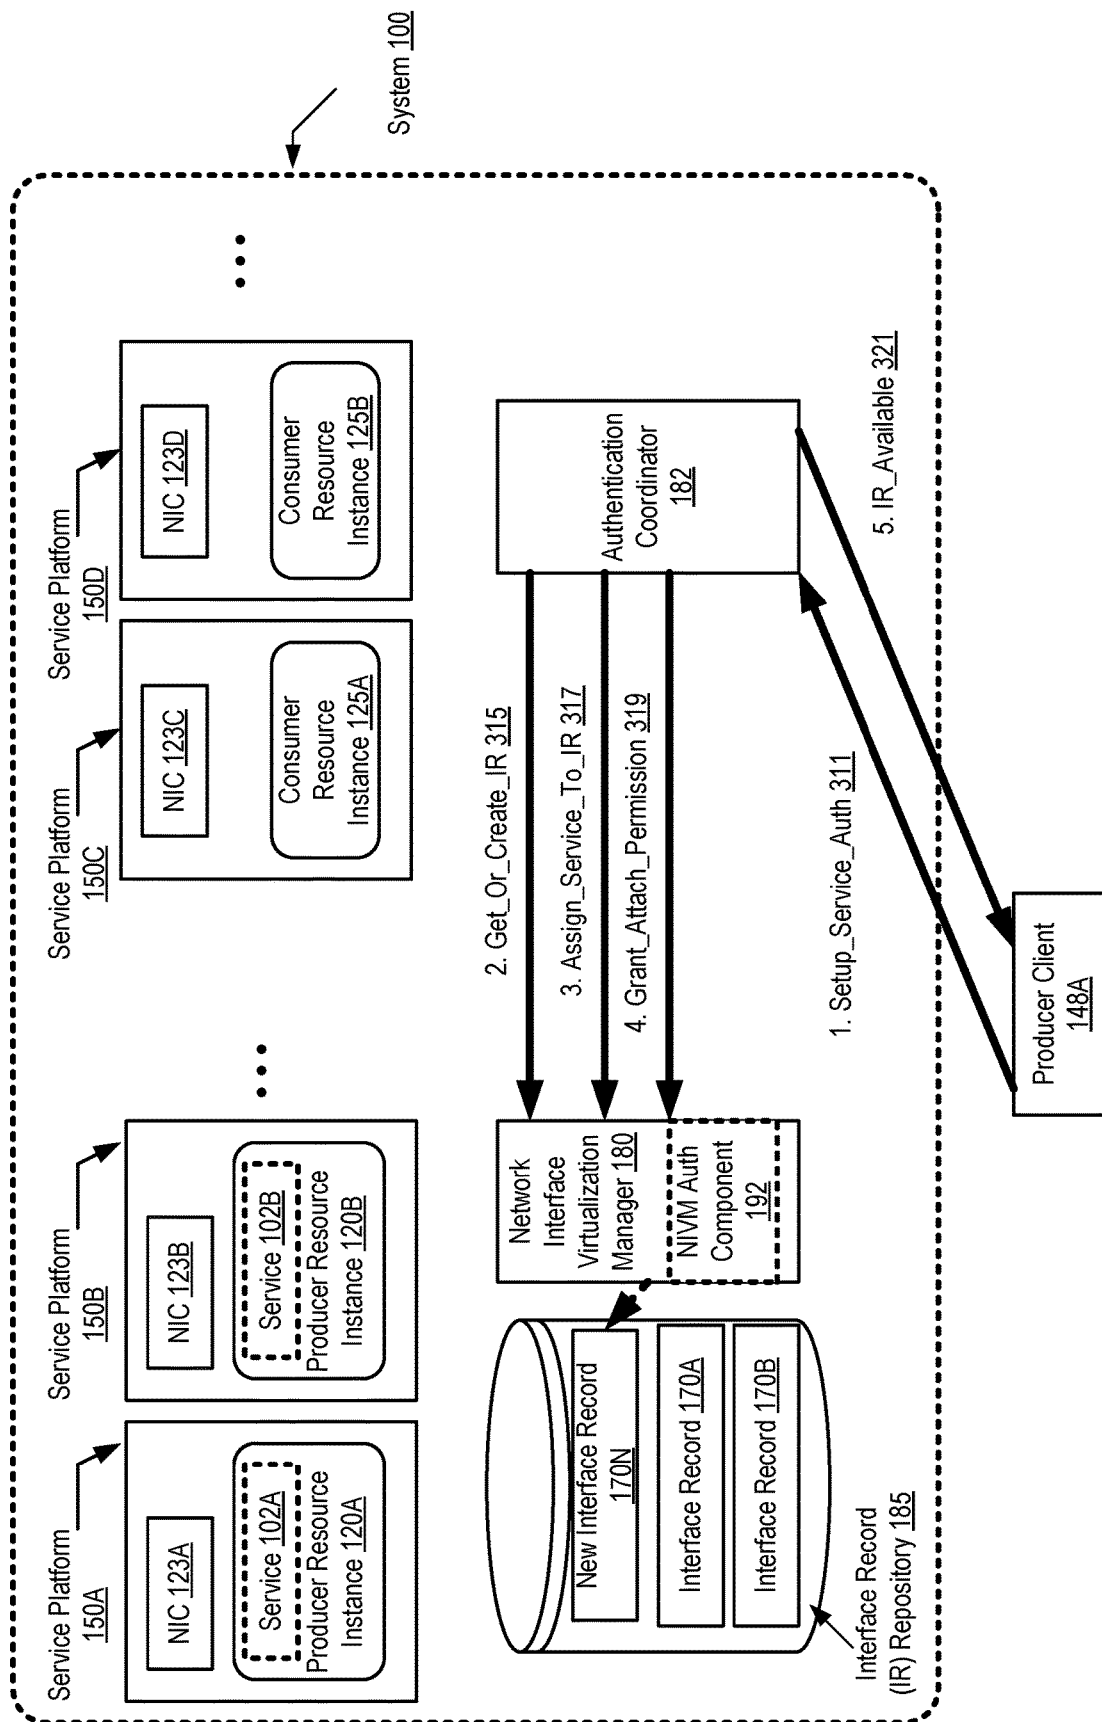 System 100
Service Platform
150A
NIC 123A
Service 102A
Producer Resource
Instance 120A
Service Platform
150B
NIC 123B
Service 102B
Producer Resource
Instance 120B
Service Platform
150C
NIC 123C
Consumer
Resource
Instance 125A
Service Platform
150D
NIC 123D
Consumer
Resource
Instance 125B
New Interface Record
170N
Interface Record 170A
Interface Record 170B
Interface Record
(IR) Repository 185
Network
Interface
Virtualization
Manager 180
NIVM Auth
Component
192
2. Get_Or_Create_IR 315
3. Assign_Service_To_IR 317
4. Grant_Attach_Permission 319
Authentication
Coordinator
182
1. Setup_Service_Auth 311
5. IR_Available 321
Producer Client
148A